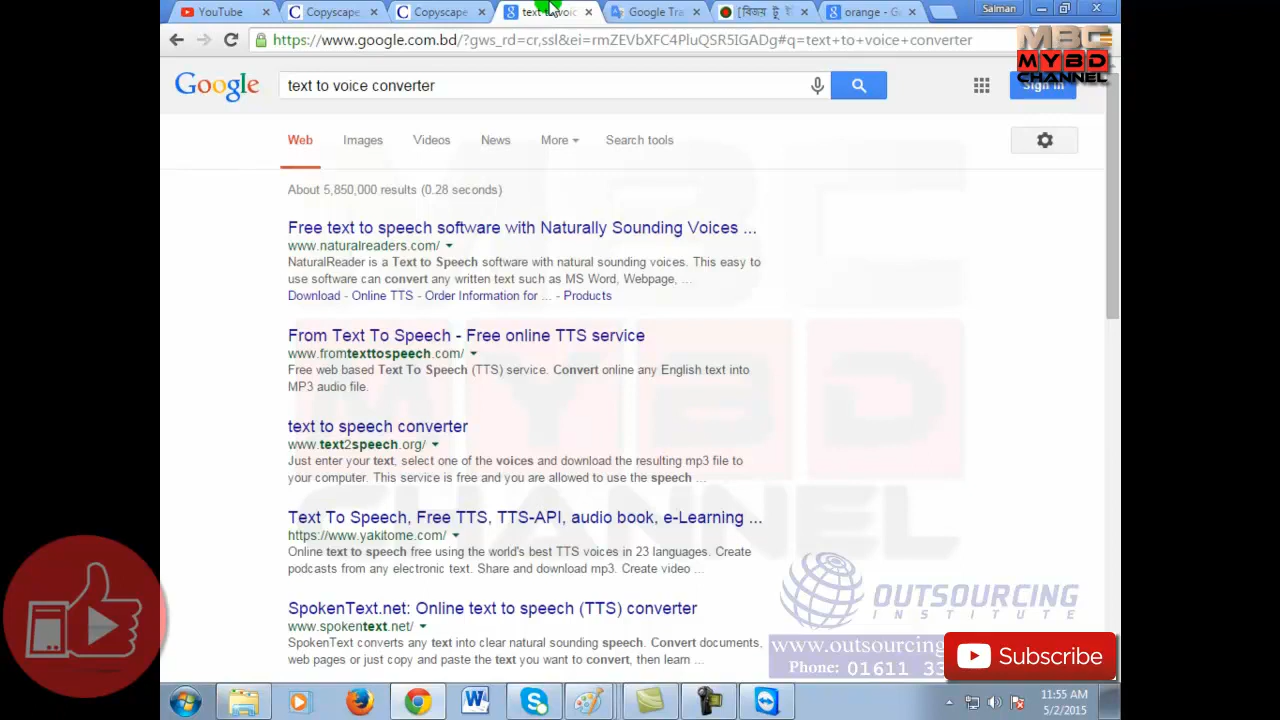 YouTube
Copyscape
Copyscape
text to voic
Google Tra
orange - G
Salman
https://www.google.com.bd/?gws_rd=cr,ssl&ei=rmZEVbXFC4PluQSR5IGADg#q=text+to+voice+converter
MBC
MYBD
CHANNEL
Google
text to voice converter
Sign in
Web
Images
Videos
News
More
Search tools
About 5,850,000 results (0.28 seconds)
Free text to speech software with Naturally Sounding Voices ...
www.naturalreaders.com/
NaturalReader is a Text to Speech software with natural sounding voices. This easy to
use software can convert any written text such as MS Word, Webpage, ...
Download - Online TTS - Order Information for ... - Products
From Text To Speech - Free online TTS service
www.fromtexttospeech.com/
Free web based Text To Speech (TTS) service. Convert online any English text into
MP3 audio file.
text to speech converter
www.text2speech.org/
Just enter your text, select one of the voices and download the resulting mp3 file to
your computer. This service is free and you are allowed to use the speech ...
Text To Speech, Free TTS, TTS-API, audio book, e-Learning ...
https://www.yakitome.com/
Online text to speech free using the world's best TTS voices in 23 languages. Create
podcasts from any electronic text. Share and download mp3. Create video ...
SpokenText.net: Online text to speech (TTS) converter
www.spokentext.net/
SpokenText converts any text into clear natural sounding speech. Convert documents,
web pages or just copy and paste the text you want to convert, then learn ...
MBC
MYBD
CHANNEL
OUTSOURCING
INSTITUTE
www.outsourcing
Phone: 01611 33
Subscribe
11:55 AM
5/2/2015